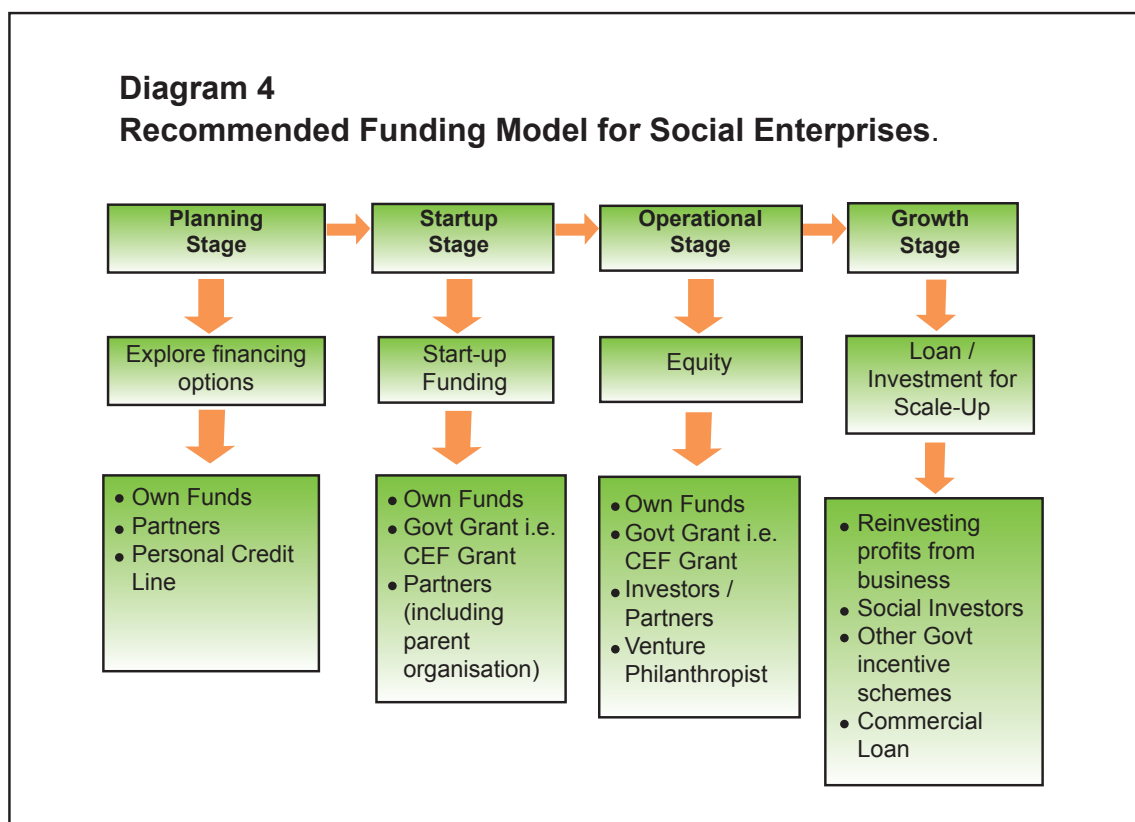 Diagram 4
Recommended Funding Model for Social Enterprises.
Planning
Stage
Startup
Stage
Operational
Stage
Growth
Stage
Explore financing
options
Start-up
Funding
Equity
Loan /
Investment for
Scale-Up
• Own Funds
• Partners
• Personal Credit
Line
• Own Funds
• Govt Grant i.e.
CEF Grant
• Partners
(including
parent
organisation)
• Own Funds
• Govt Grant i.e.
CEF Grant
• Investors /
Partners
• Venture
Philanthropist
• Reinvesting
profits from
business
• Social Investors
• Other Govt
incentive
schemes
• Commercial
Loan